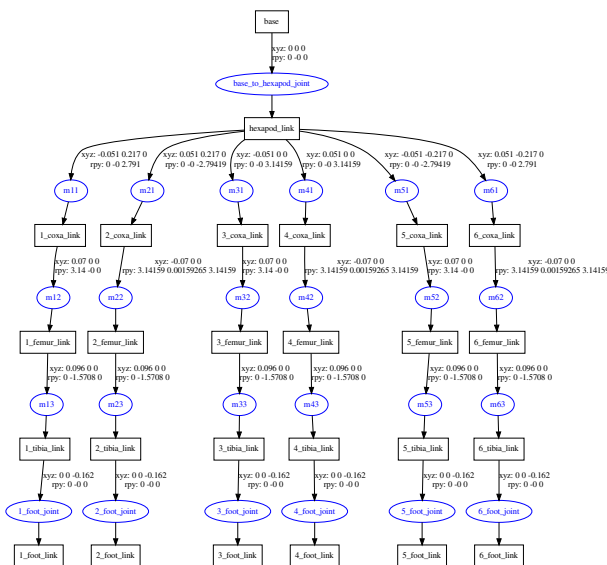 base
xyz: 0 0 0
rpy: 0 -0 0
base_to_hexapod_joint
hexapod_link
xyz: -0.051 0.217 0
rpy: 0 -0 2.791
xyz: 0.051 0.217 0
rpy: 0 -0 -2.79419
xyz: -0.051 0 0
rpy: 0 -0 3.14159
xyz: 0.051 0 0
rpy: 0 -0 3.14159
xyz: -0.051 -0.217 0
rpy: 0 -0 -2.79419
xyz: 0.051 -0.217 0
rpy: 0 -0 2.791
m11
m21
m31
m41
m51
m61
1_coxa_link
2_coxa_link
3_coxa_link
4_coxa_link
5_coxa_link
6_coxa_link
xyz: 0.07 0 0
rpy: 3.14 -0 0
xyz: -0.07 0 0
rpy: 3.14159 0.00159265 3.14159
xyz: 0.07 0 0
rpy: 3.14 -0 0
xyz: -0.07 0 0
rpy: 3.14159 0.00159265 3.14159
xyz: 0.07 0 0
rpy: 3.14 -0 0
xyz: -0.07 0 0
rpy: 3.14159 0.00159265 3.14159
m12
m22
m32
m42
m52
m62
1_femur_link
2_femur_link
3_femur_link
4_femur_link
5_femur_link
6_femur_link
xyz: 0.096 0 0
rpy: 0 -1.5708 0
xyz: 0.096 0 0
rpy: 0 -1.5708 0
xyz: 0.096 0 0
rpy: 0 -1.5708 0
xyz: 0.096 0 0
rpy: 0 -1.5708 0
xyz: 0.096 0 0
rpy: 0 -1.5708 0
xyz: 0.096 0 0
rpy: 0 -1.5708 0
m13
m23
m33
m43
m53
m63
1_tibia_link
2_tibia_link
3_tibia_link
4_tibia_link
5_tibia_link
6_tibia_link
xyz: 0 0 -0.162
rpy: 0 -0 0
xyz: 0 0 -0.162
rpy: 0 -0 0
xyz: 0 0 -0.162
rpy: 0 -0 0
xyz: 0 0 -0.162
rpy: 0 -0 0
xyz: 0 0 -0.162
rpy: 0 -0 0
xyz: 0 0 -0.162
rpy: 0 -0 0
1_foot_joint
2_foot_joint
3_foot_joint
4_foot_joint
5_foot_joint
6_foot_joint
1_foot_link
2_foot_link
3_foot_link
4_foot_link
5_foot_link
6_foot_link